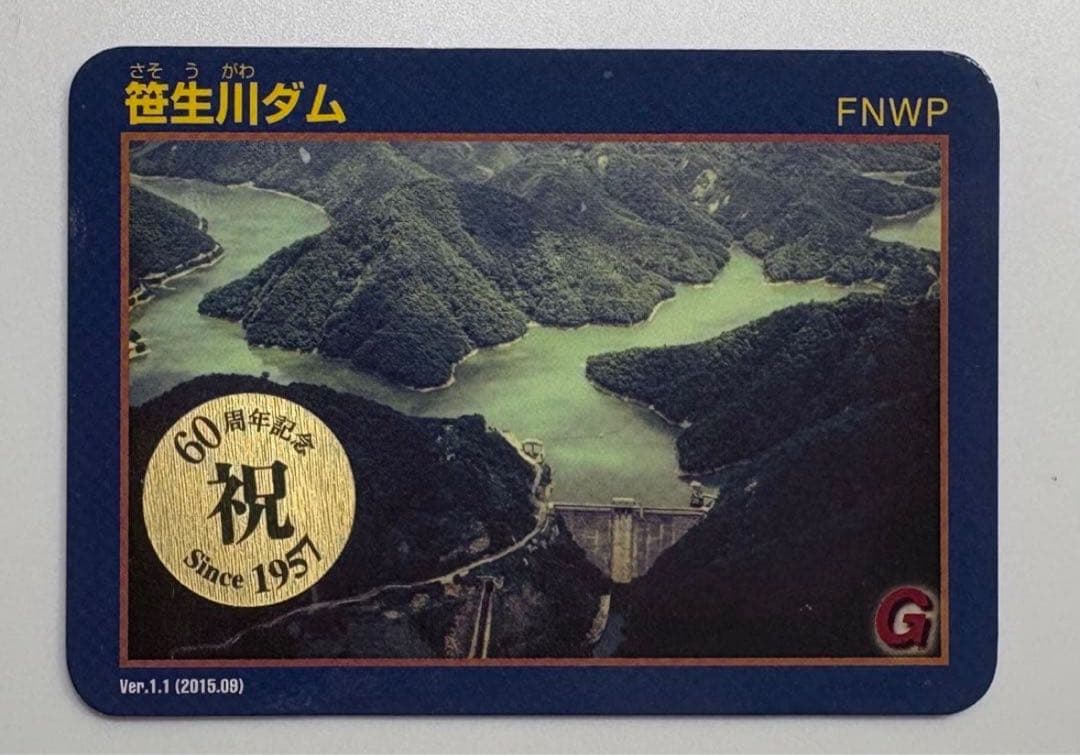 さそ う がわ
笹生川ダム
FNWP
60周年記念
祝
Since 1957
G
Ver.1.1 (2015.09)